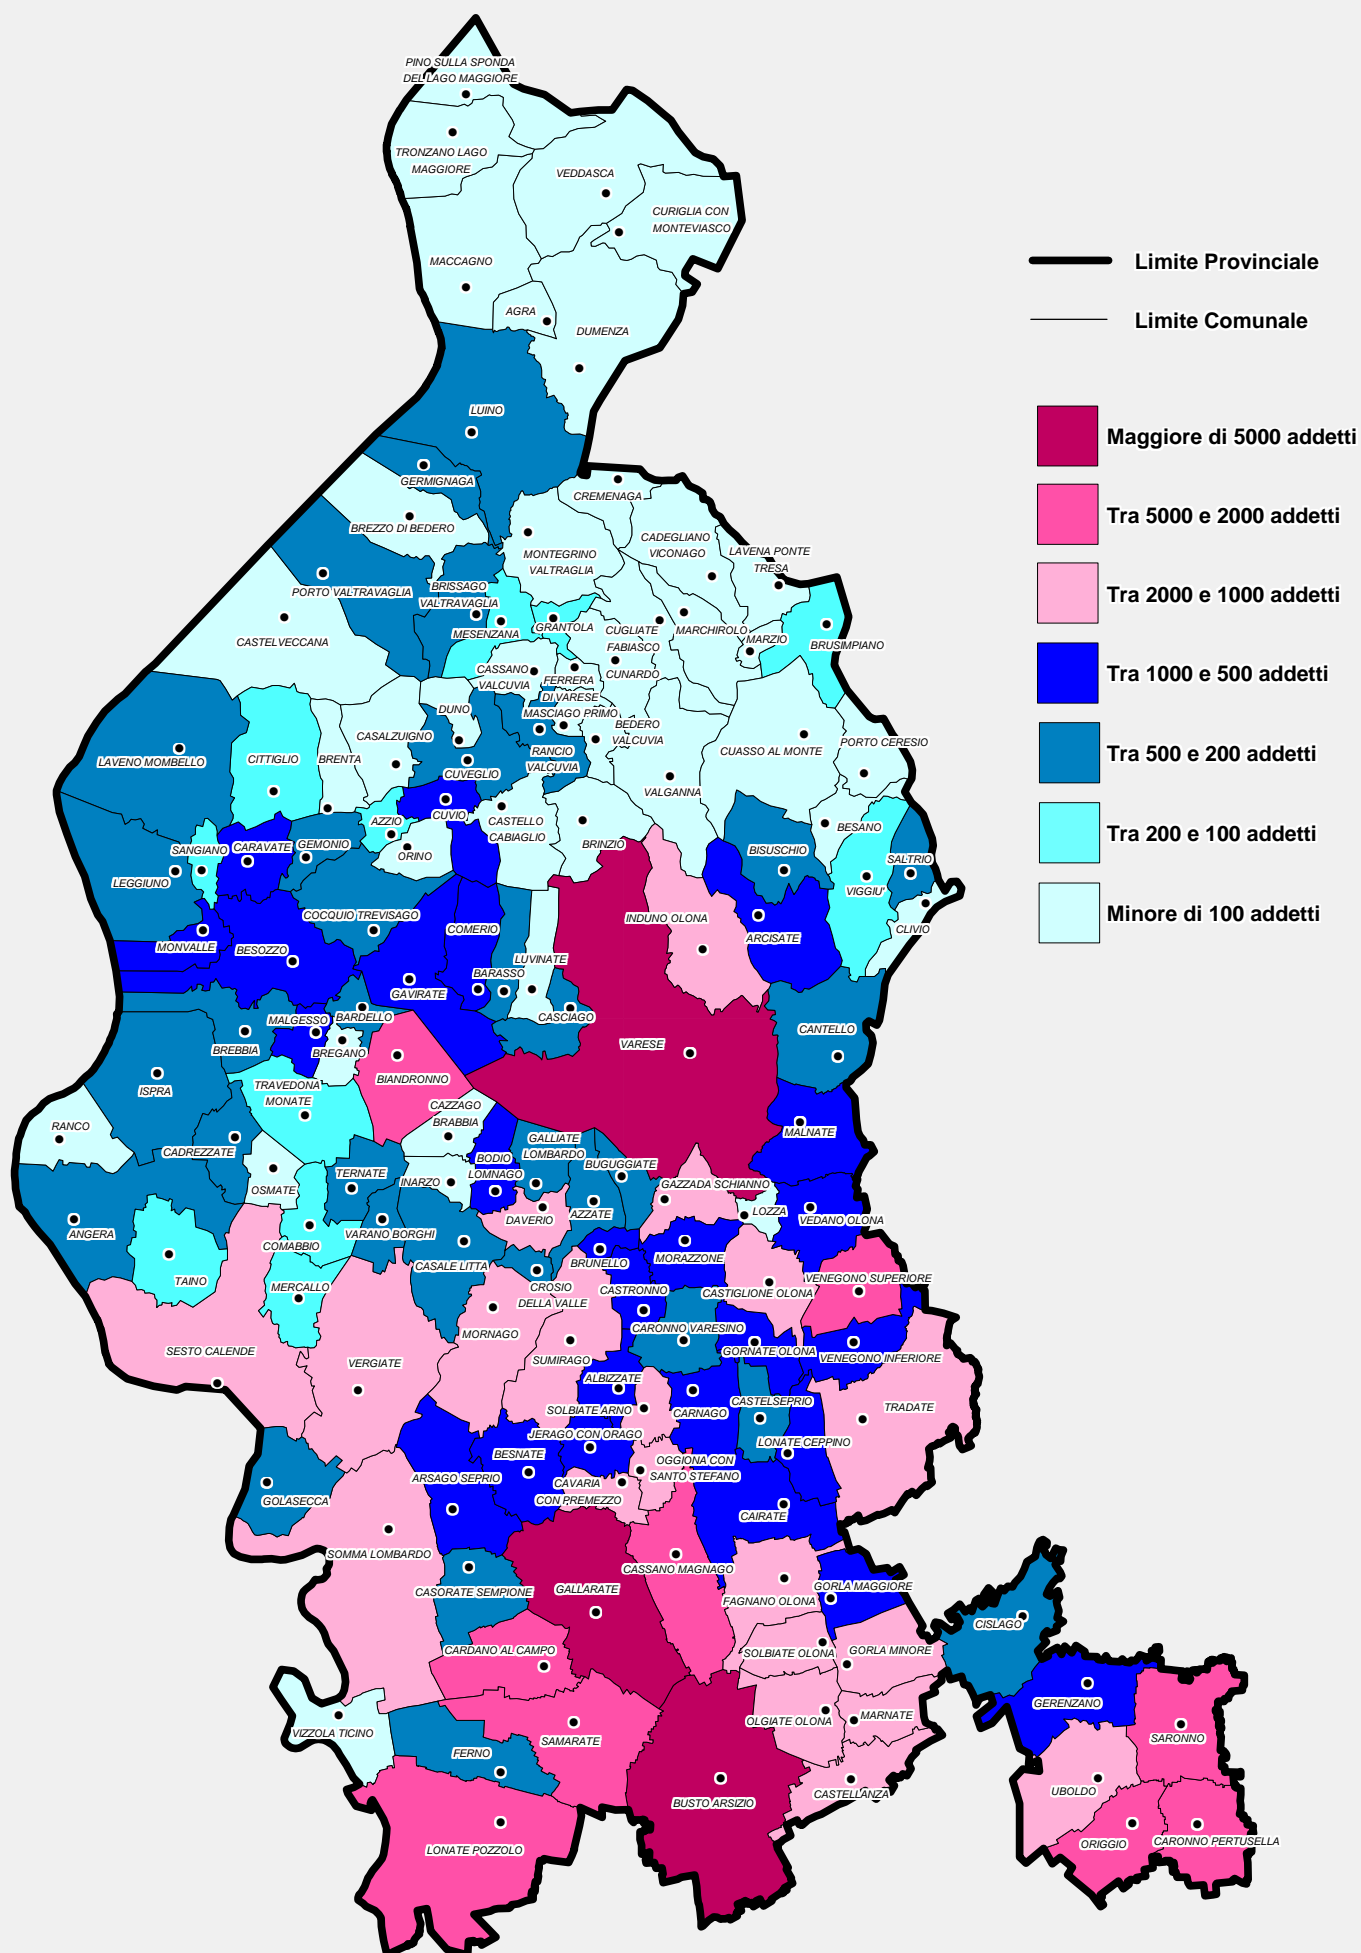 PINO SULLA SPONDA
DEL LAGO MAGGIORE
TRONZANO LAGO
MAGGIORE
VEDDASCA
CURIGLIA CON
MONTEVIASCO
MACCAGNO
AGRA
DUMENZA
Limite Provinciale
Limite Comunale
Maggiore di 5000 addetti
Tra 5000 e 2000 addetti
Tra 2000 e 1000 addetti
Tra 1000 e 500 addetti
Tra 500 e 200 addetti
Tra 200 e 100 addetti
Minore di 100 addetti
LUINO
GERMIGNAGA
CREMENAGA
BREZZO DI BEDERO
CADEGLIANO
VICONAGO
MONTEGRINO
VALTRAGLIA
LAVENA PONTE
TRESA
PORTO VALTRAVAGLIA
BRISSAGO
VALTRAVAGLIA
CASTELVECCANA
MESENZANA
GRANTOLA
CUGLIATE
FABIASCO
MARCHIROLO
MARZIO
BRUSIMPIANO
CUNARDO
CASSANO
VALCUVIA
FERRERA
DI VARESE
DUNO
MASCIAGO PRIMO
BEDERO
VALCUVIA
CASALZUIGNO
CUASSO AL MONTE
PORTO CERESIO
LAVENO MOMBELLO
CITTIGLIO
BRENTA
RANCIO
VALCUVIA
CUVEGLIO
VALGANNA
CUVIO
AZZIO
CASTELLO
CABIAGLIO
BESANO
SANGIANO
CARAVATE
GEMONIO
ORINO
BRINZIO
BISUSCHIO
SALTRIO
LEGGIUNO
VIGGIU'
COCQUIO TREVISAGO
INDUNO OLONA
COMERIO
ARCISATE
CLIVIO
MONVALLE
BESOZZO
LUVINATE
BARASSO
GAVIRATE
CASCIAGO
MALGESSO
BARDELLO
BREBBIA
BREGANO
VARESE
CANTELLO
BIANDRONNO
ISPRA
TRAVEDONA
MONATE
CAZZAGO
BRABBIA
RANCO
MALNATE
CADREZZATE
GALLIATE
LOMBARDO
BODIO
LOMNAGO
BUGUGGIATE
TERNATE
INARZO
OSMATE
GAZZADA SCHIANNO
LOZZA
VEDANO OLONA
DAVERIO
AZZATE
ANGERA
VARANO BORGHI
COMABBIO
CASALE LITTA
BRUNELLO
MORAZZONE
TAINO
MERCALLO
CROSIO
DELLA VALLE
CASTRONNO
CASTIGLIONE OLONA
VENEGONO SUPERIORE
MORNAGO
CARONNO VARESINO
SESTO CALENDE
VERGIATE
SUMIRAGO
GORNATE OLONA
VENEGONO INFERIORE
ALBIZZATE
SOLBIATE ARNO
CARNAGO
CASTELSEPRIO
TRADATE
JERAGO CON ORAGO
LONATE CEPPINO
BESNATE
OGGIONA CON
SANTO STEFANO
ARSAGO SEPRIO
CAVARIA
CON PREMEZZO
GOLASECCA
CAIRATE
SOMMA LOMBARDO
CASSANO MAGNAGO
CASORATE SEMPIONE
GALLARATE
FAGNANO OLONA
GORLA MAGGIORE
CISLAGO
CARDANO AL CAMPO
SOLBIATE OLONA
GORLA MINORE
GERENZANO
VIZZOLA TICINO
OLGIATE OLONA
MARNATE
SAMARATE
SARONNO
FERNO
CASTELLANZA
UBOLDO
BUSTO ARSIZIO
LONATE POZZOLO
ORIGGIO
CARONNO PERTUSELLA